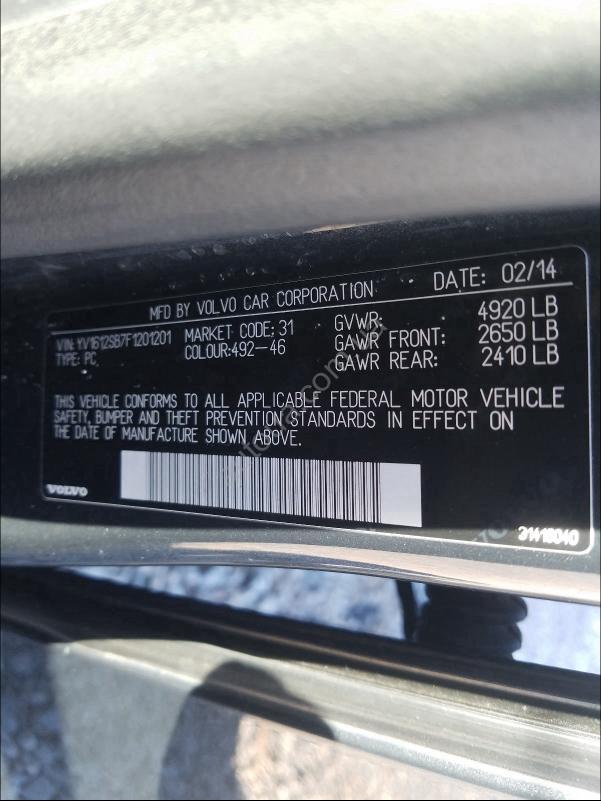 MFD BY VOLVO CAR CORPORATION DATE: 02/14
VIN: YV1612SB7F1201201 MARKET CODE: 31 GVWR: 4920 LB
TYPE: PC COLOUR:492-46 GAWR FRONT: 2650 LB
GAWR REAR: 2410 LB
THIS VEHICLE CONFORMS TO ALL APPLICABLE FEDERAL MOTOR VEHICLE
SAFETY, BUMPER AND THEFT PREVENTION STANDARDS IN EFFECT ON
THE DATE OF MANUFACTURE SHOWN ABOVE.
VOLVO 31418040